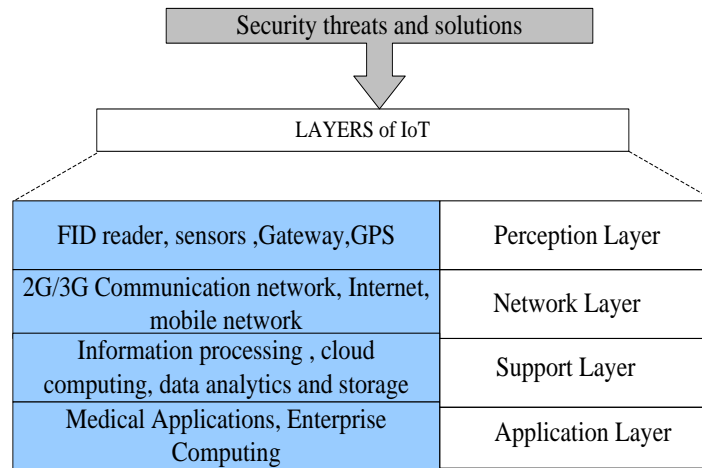 Security threats and solutions
LAYERS of IoT
FID reader, sensors ,Gateway,GPS
Perception Layer
2G/3G Communication network, Internet,
mobile network
Network Layer
Information processing , cloud
computing, data analytics and storage
Support Layer
Medical Applications, Enterprise
Computing
Application Layer